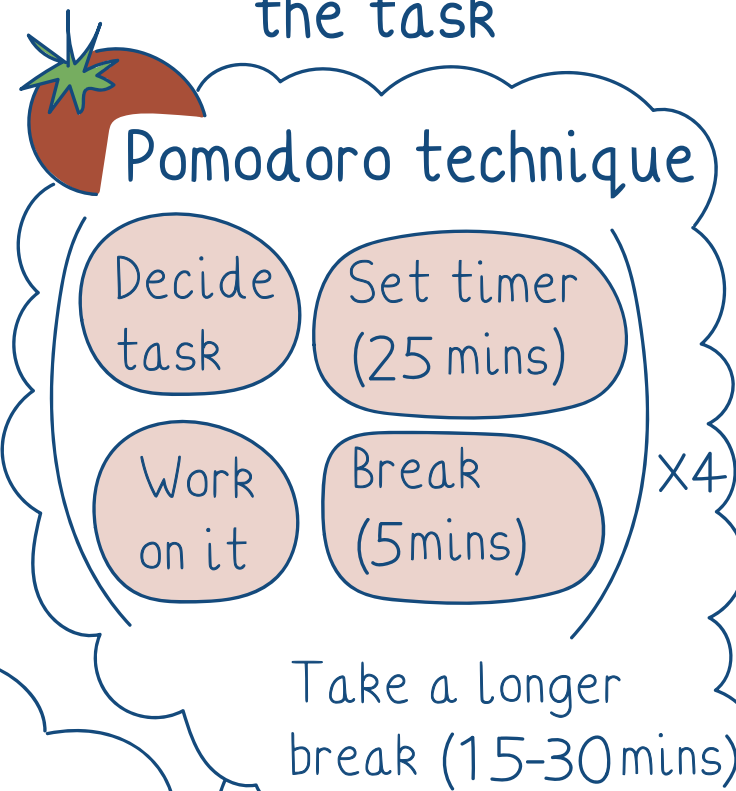 the task
Pomodoro technique
Decide
task
Set timer
(25 mins)
Work
on it
Break
(5mins)
X4
Take a longer
break (15-30mins)